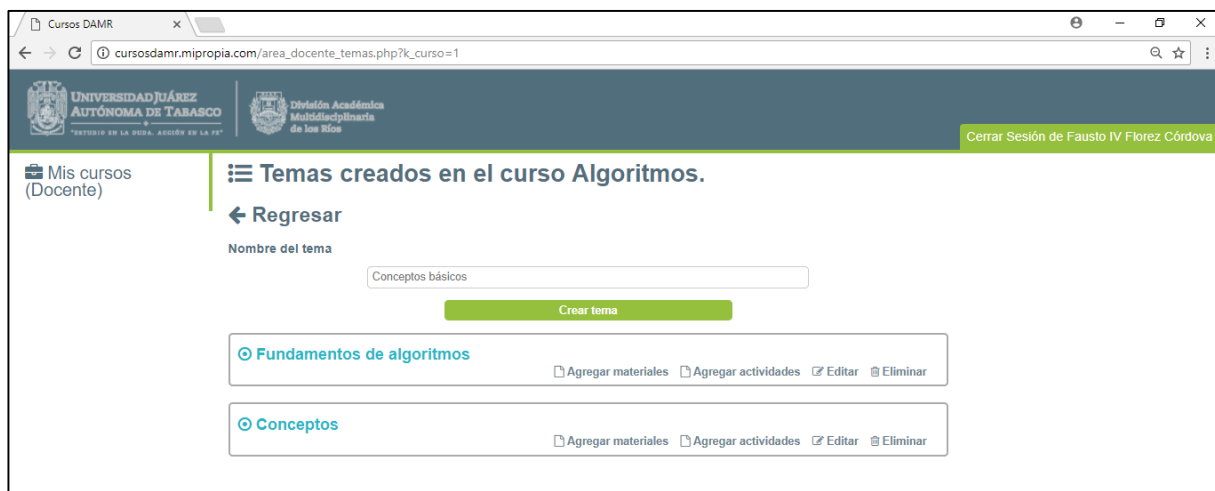 Cursos DAMR
cursosdamr.mipropia.com/area_docente_temas.php?k_curso=1
UNIVERSIDAD JUÁREZ
AUTÓNOMA DE TABASCO
"ESTUDIO EN LA DUDA. ACCIÓN EN LA FE"
División Académica
Multidisciplinaria
de los Ríos
Cerrar Sesión de Fausto IV Florez Córdova
Mis cursos
(Docente)
Temas creados en el curso Algoritmos.
Regresar
Nombre del tema
Conceptos básicos
Crear tema
Fundamentos de algoritmos
Agregar materiales Agregar actividades Editar Eliminar
Conceptos
Agregar materiales Agregar actividades Editar Eliminar